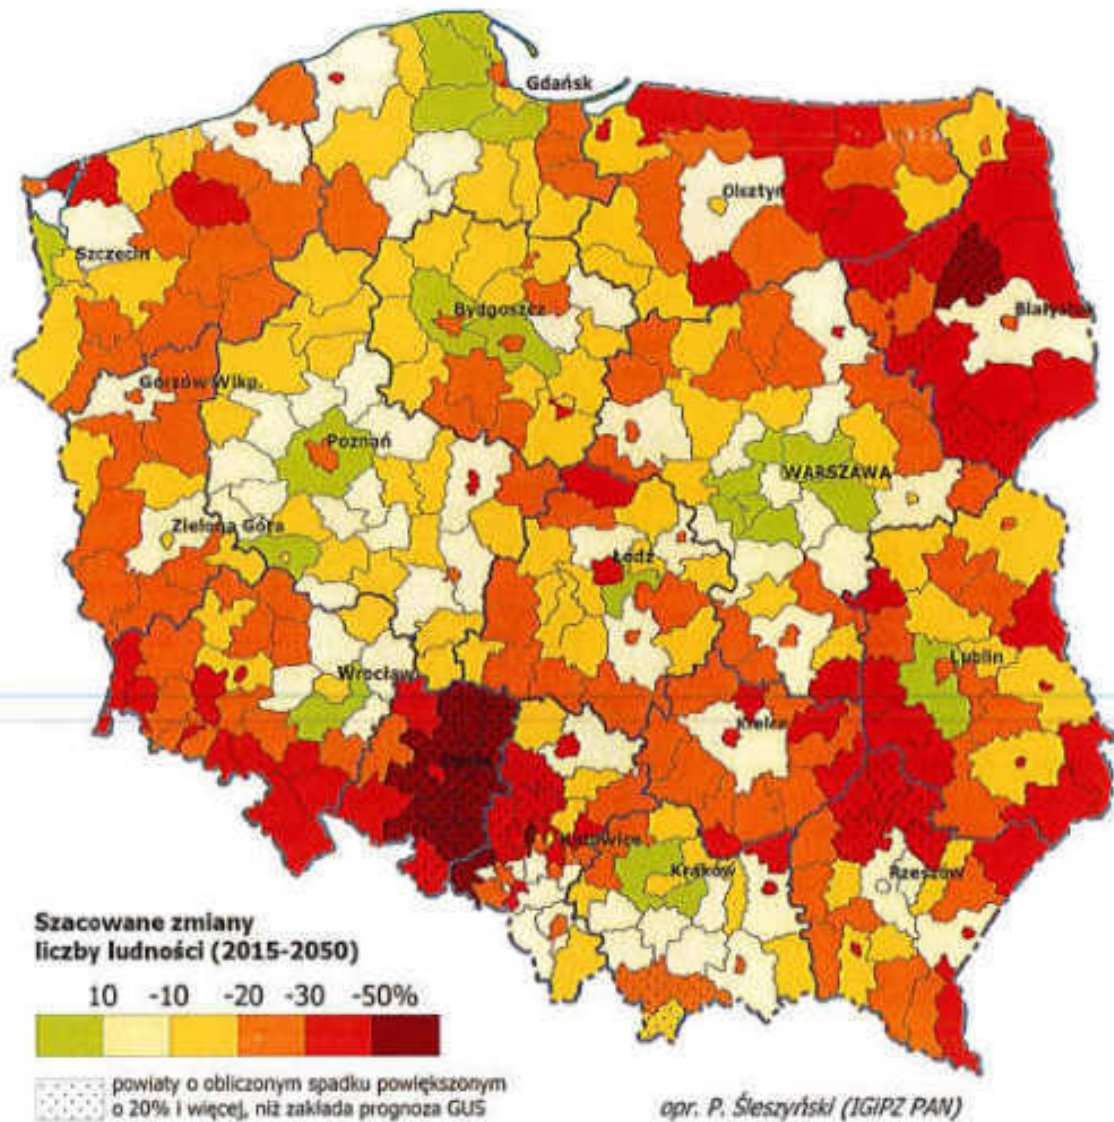 Gdańsk
Olsztyn
Szczecin
Bydgoszcz
Białystok
Gorzów Wlkp.
Poznań
WARSZAWA
Zielona Góra
Łódź
Lublin
Wrocław
Kielce
Opole
Katowice
Kraków
Rzeszów
Szacowane zmiany
liczby ludności (2015-2050)
10 -10 -20 -30 -50%
powiaty o obliczonym spadku powiększonym
o 20% i więcej, niż zakłada prognoza GUS
opr. P. Śleszyński (IGiPZ PAN)